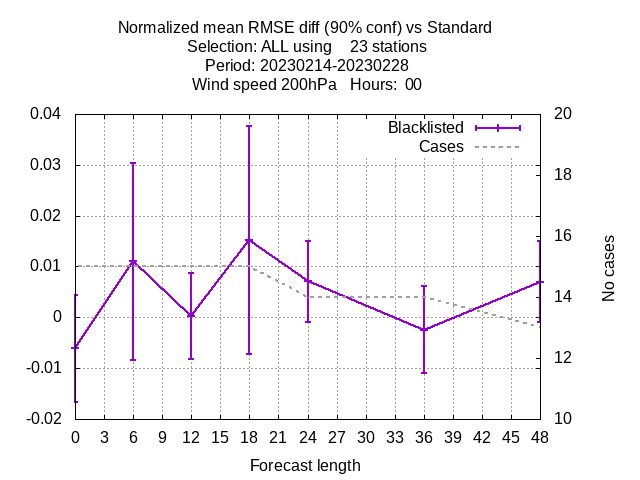 Normalized mean RMSE diff (90% conf) vs Standard
Selection: ALL using    23 stations
Period: 20230214-20230228
Wind speed 200hPa   Hours:  00
Blacklisted
Cases
0.04
0.03
0.02
0.01
0
-0.01
-0.02
20
18
16
14
12
10
No cases
0 3 6 9 12 15 18 21 24 27 30 33 36 39 42 45 48
Forecast length